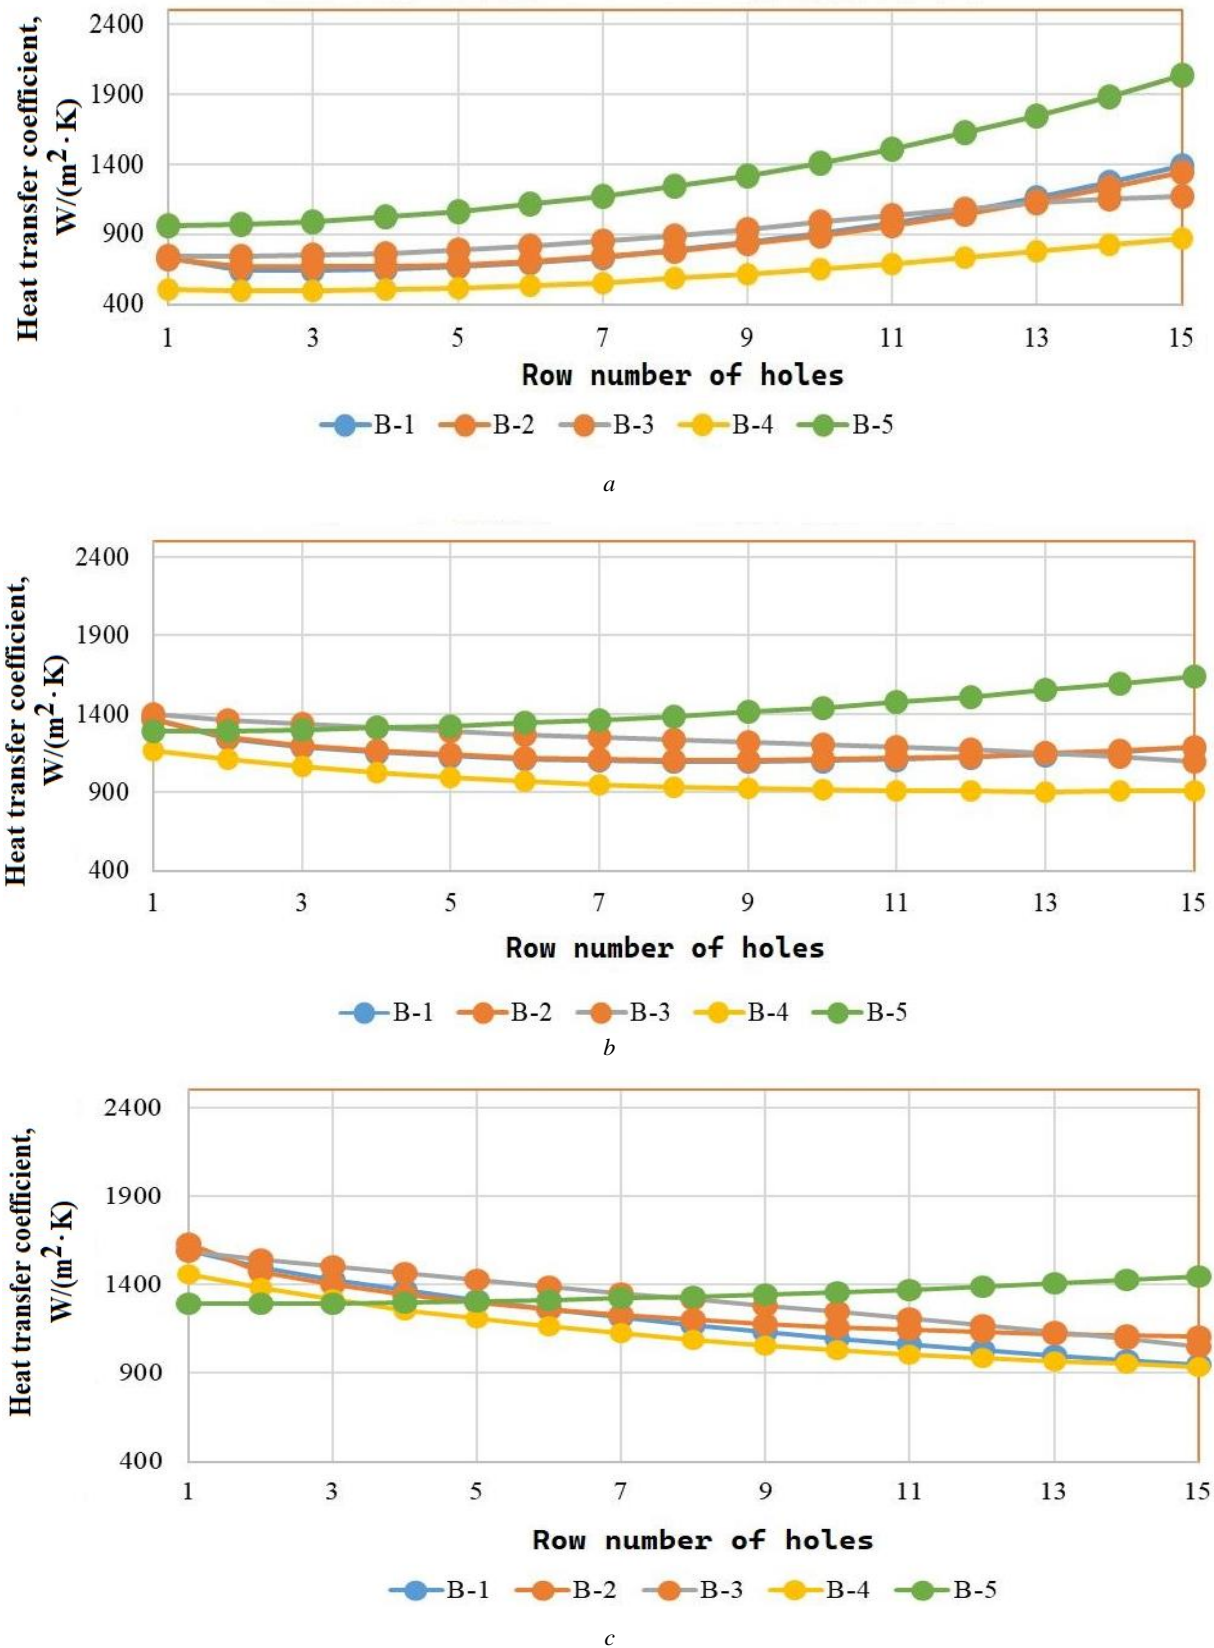 Heat transfer coefficient,
W/(m²·K)
2400
1900
1400
900
400
1 3 5 7 9 11 13 15
Row number of holes
B-1 B-2 B-3 B-4 B-5
a
Heat transfer coefficient,
W/(m²·K)
2400
1900
1400
900
400
1 3 5 7 9 11 13 15
Row number of holes
B-1 B-2 B-3 B-4 B-5
b
Heat transfer coefficient,
W/(m²·K)
2400
1900
1400
900
400
1 3 5 7 9 11 13 15
Row number of holes
B-1 B-2 B-3 B-4 B-5
c